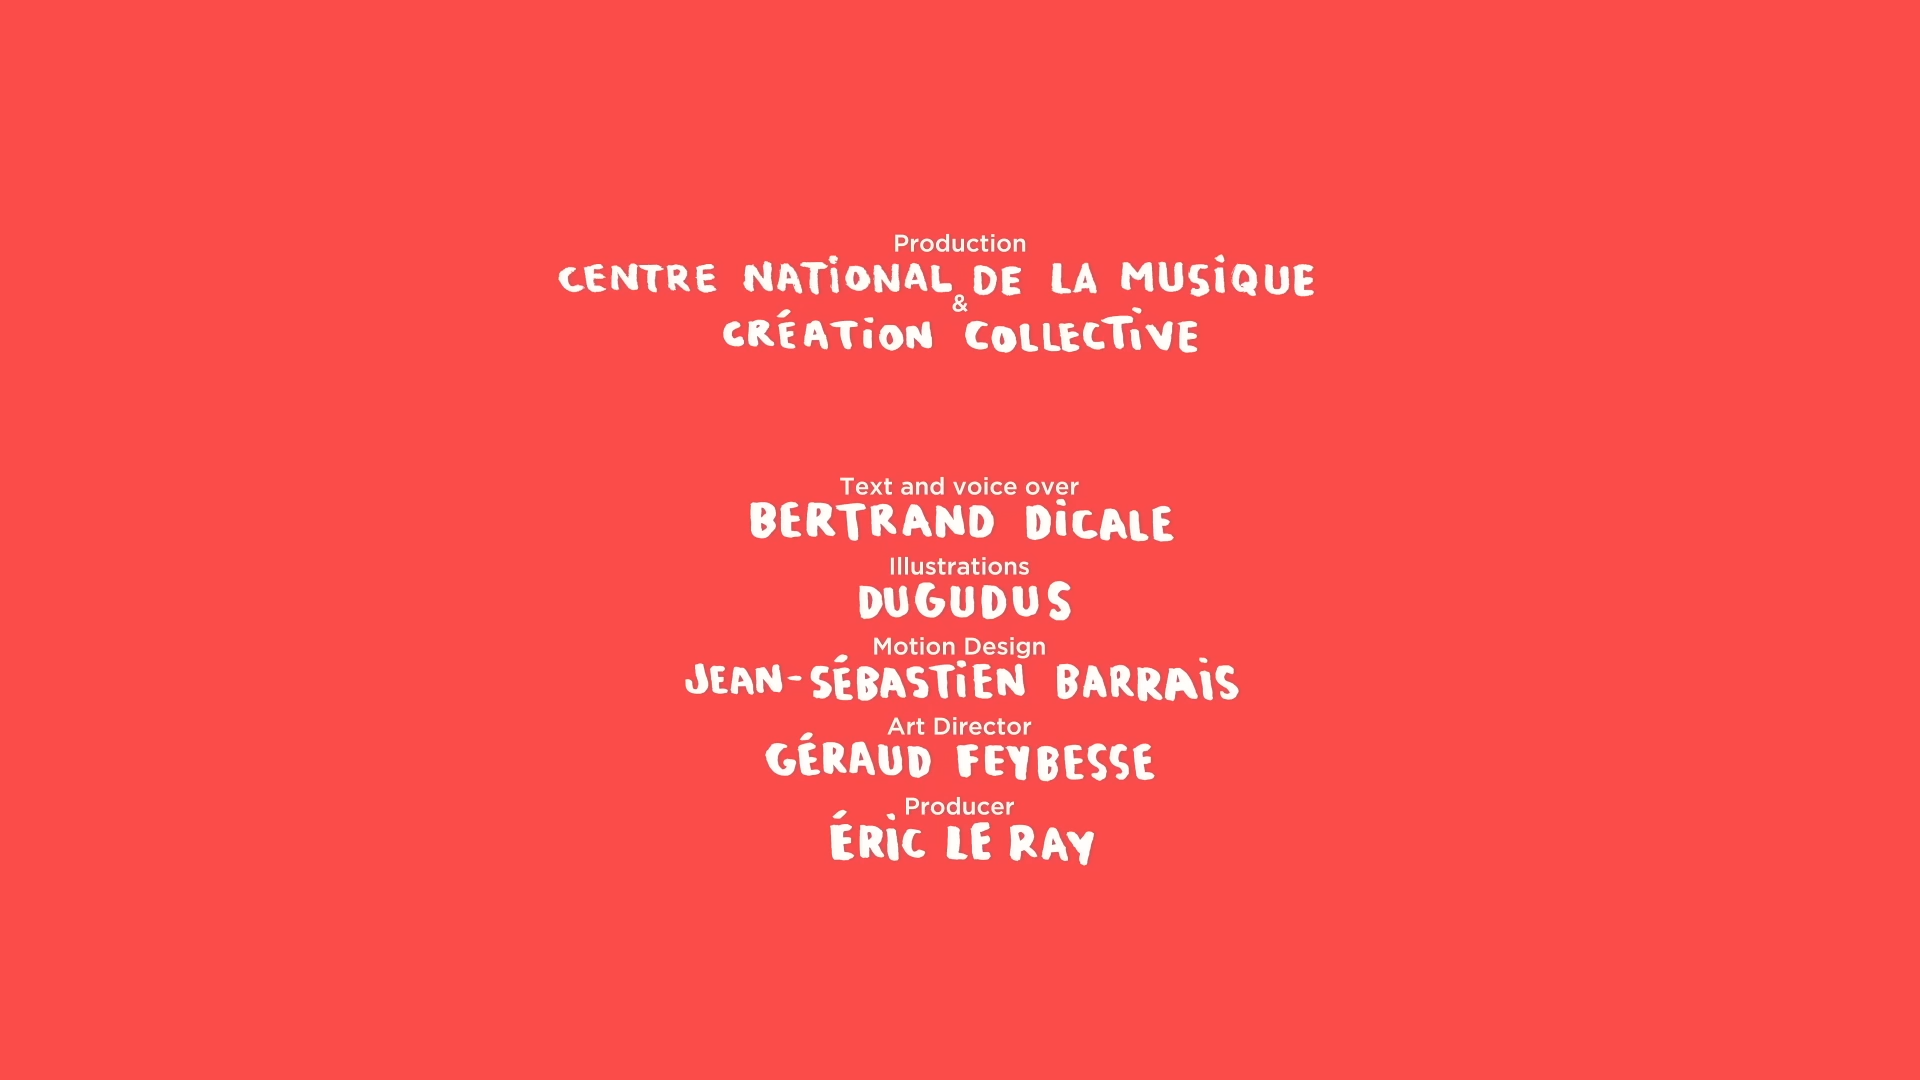 Production
CENTRE NATIONAL DE LA MUSIQUE
&
CRÉATION COLLECTIVE
Text and voice over
BERTRAND DICALE
Illustrations
DUGUDUS
Motion Design
JEAN-SÉBASTIEN BARRAIS
Art Director
GÉRAUD FEYBESSE
Producer
ÉRIC LE RAY